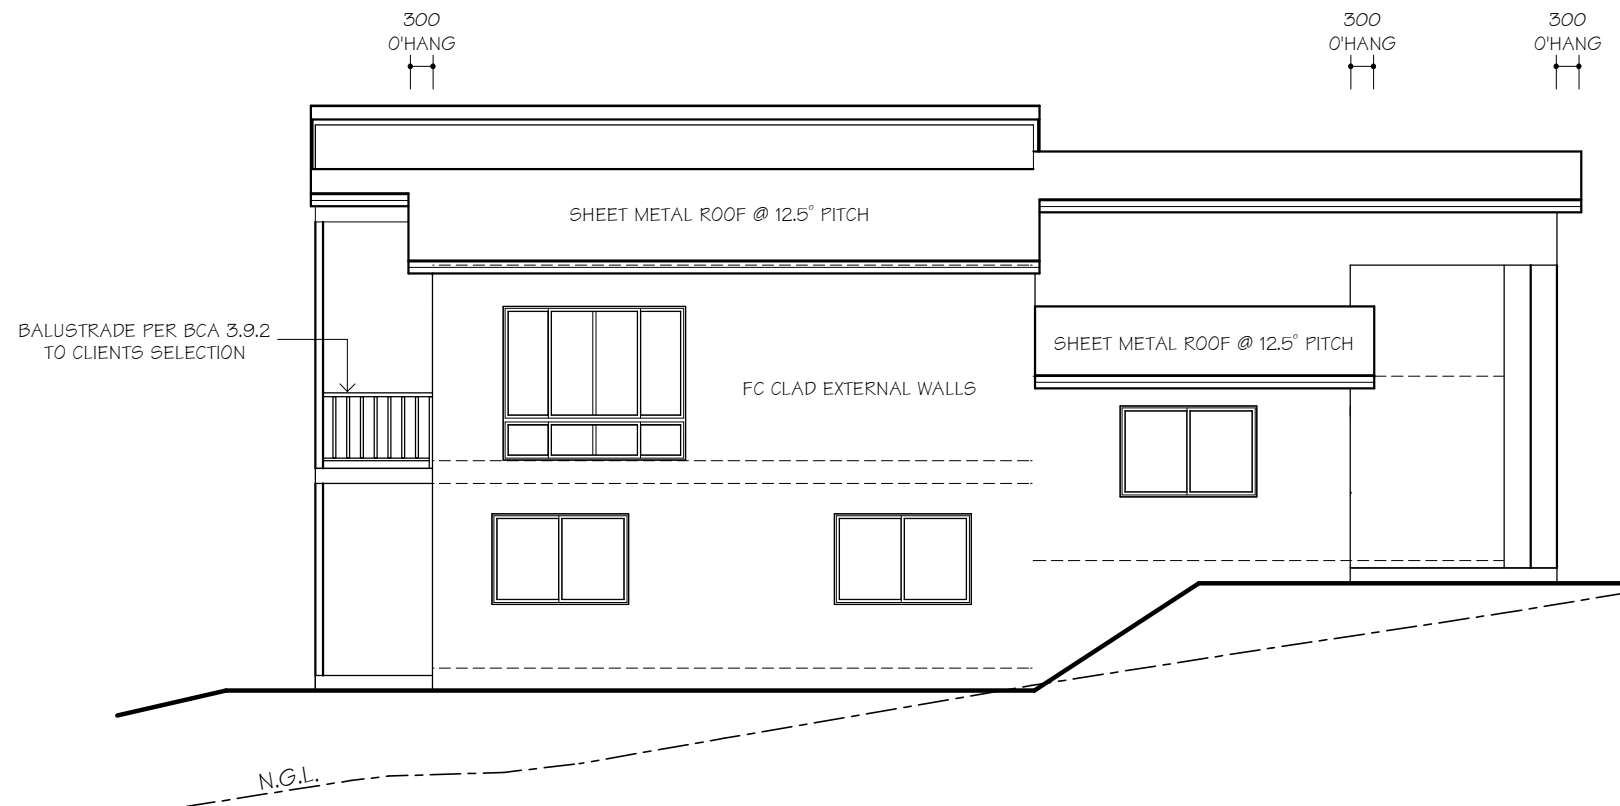 300
O'HANG
300
O'HANG
300
O'HANG
SHEET METAL ROOF @ 12.5° PITCH
BALUSTRADE PER BCA 3.9.2
TO CLIENTS SELECTION
SHEET METAL ROOF @ 12.5° PITCH
FC CLAD EXTERNAL WALLS
N.G.L.